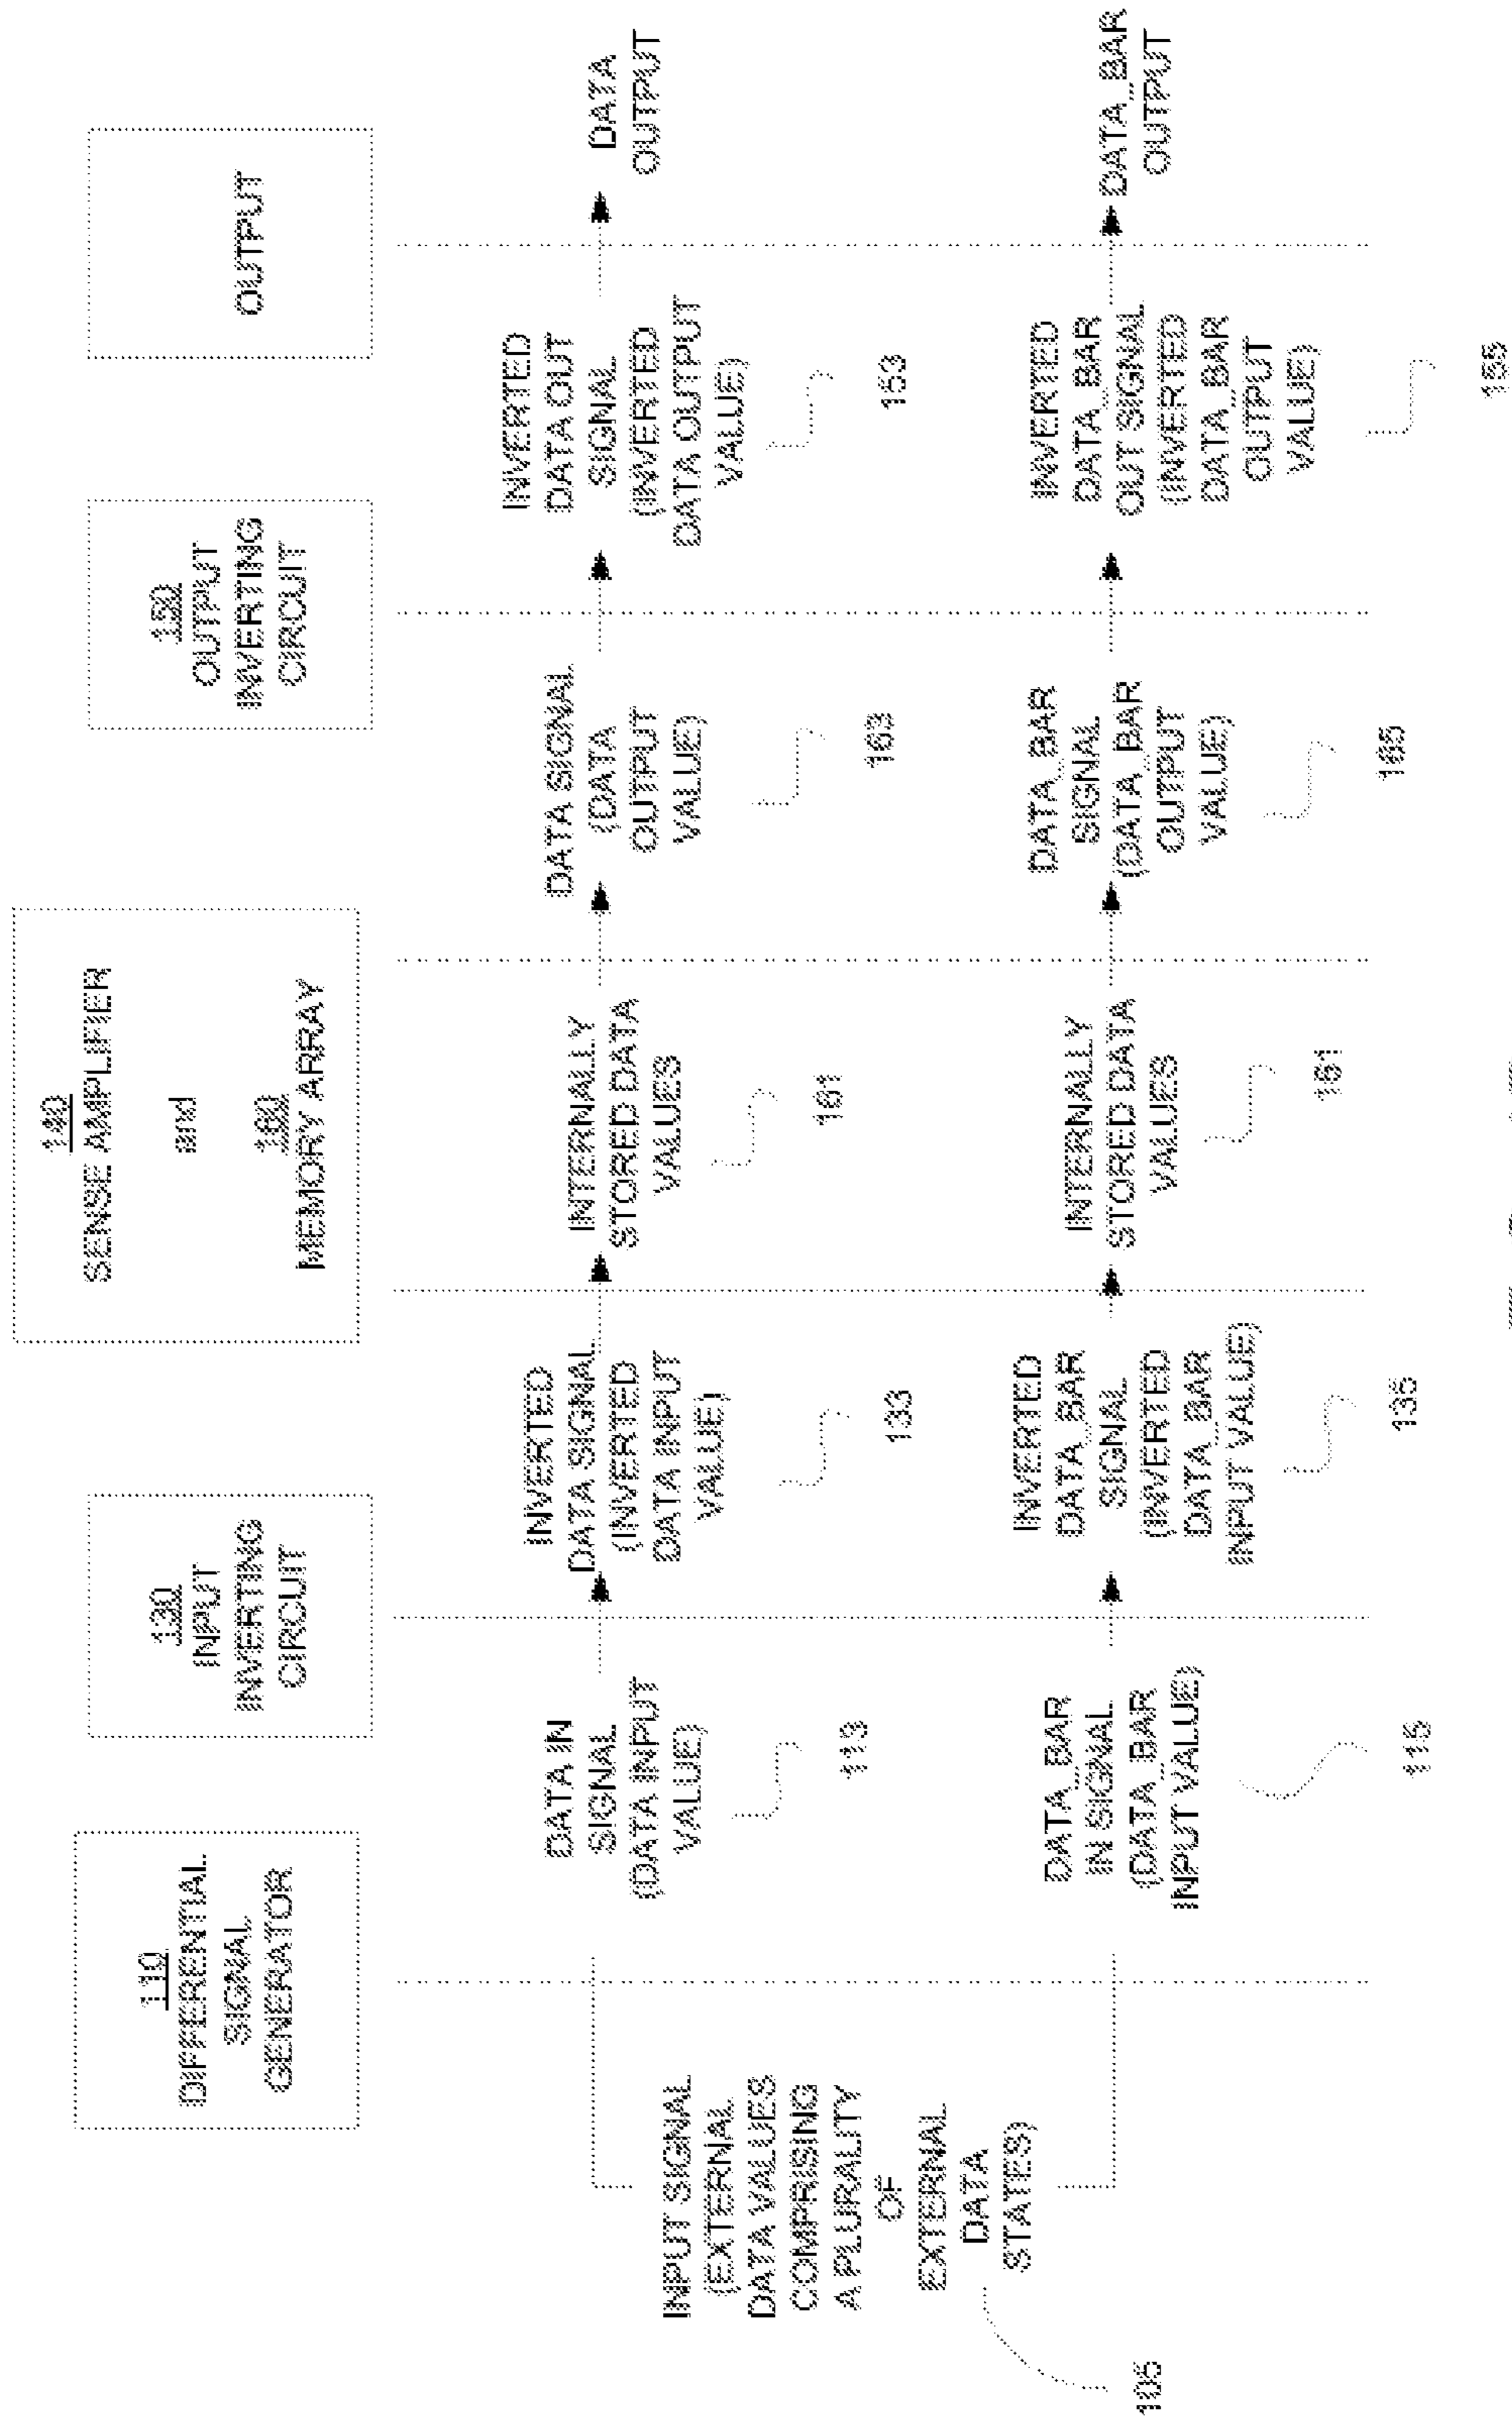 110
DIFFERENTIAL
SIGNAL
GENERATOR
130
INPUT
INVERTING
CIRCUIT
140
SENSE AMPLIFIER
and
160
MEMORY ARRAY
150
OUTPUT
INVERTING
CIRCUIT
OUTPUT
INPUT SIGNAL
(EXTERNAL
DATA VALUES
COMPRISING
A PLURALITY
OF
EXTERNAL
DATA
STATES)
105
DATA IN
SIGNAL
(DATA INPUT
VALUE)
113
INVERTED
DATA SIGNAL
(INVERTED
DATA INPUT
VALUE)
133
INTERNALLY
STORED DATA
VALUES
161
DATA SIGNAL
(DATA
OUTPUT
VALUE)
163
INVERTED
DATA OUT
SIGNAL
(INVERTED
DATA OUTPUT
VALUE)
153
DATA
OUTPUT
DATA_BAR
IN SIGNAL
(DATA_BAR
INPUT VALUE)
115
INVERTED
DATA_BAR
SIGNAL
(INVERTED
DATA_BAR
INPUT VALUE)
135
INTERNALLY
STORED DATA
VALUES
161
DATA_BAR
SIGNAL
(DATA_BAR
OUTPUT
VALUE)
165
INVERTED
DATA_BAR
OUT SIGNAL
(INVERTED
DATA_BAR
OUTPUT
VALUE)
155
DATA_BAR
OUTPUT